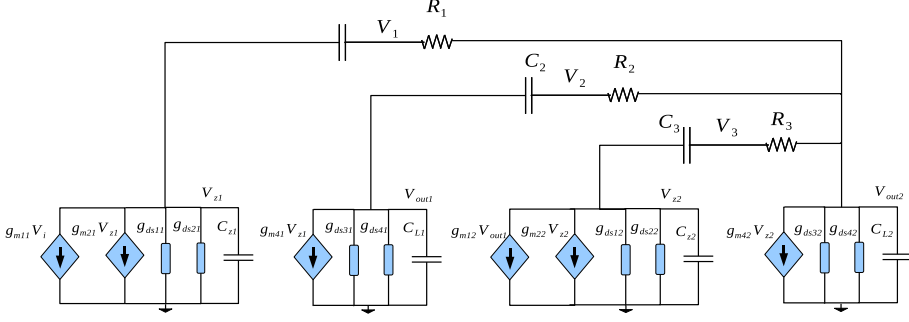 R1
V1
C2 V2 R2
C3 V3 R3
Vz1 Vout1 Vz2 Vout2
gm11Vi gm21Vz1 gds11 gds21 Cz1 gm41Vz1 gds31 gds41 CL1 gm12Vout1 gm22Vz2 gds12 gds22 Cz2 gm42Vz2 gds32 gds42 CL2